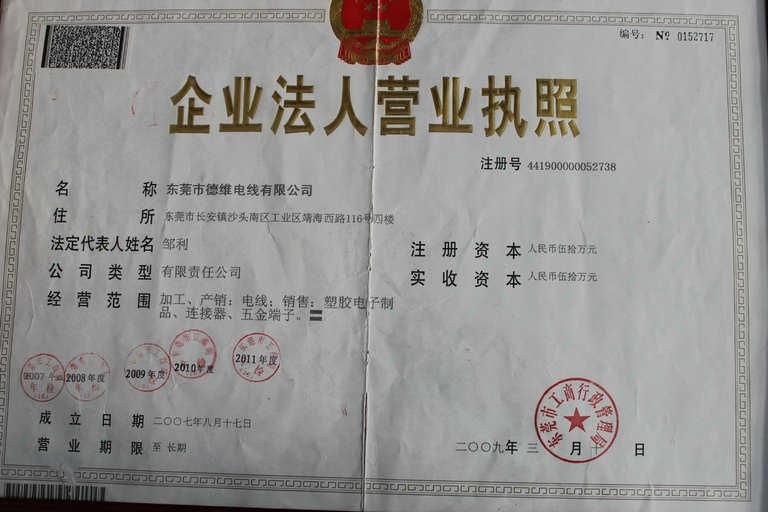 编号: Nº 0152717
企业法人营业执照
注册号 441900000052738
名称 东莞市德维电线有限公司
住所 东莞市长安镇沙头南区工业区靖海西路116号四楼
法定代表人姓名 邹利
注册资本 人民币伍拾万元
公司类型 有限责任公司
实收资本 人民币伍拾万元
经营范围 加工、产销:电线;销售:塑胶电子制
品、连接器、五金端子。
2007年 年检
2008年度
2009年度
2010年度
2011年度
成立日期 二〇〇七年八月十七日
营业期限 至 长期
东莞市工商行政管理局
二〇〇九年 三 月 日